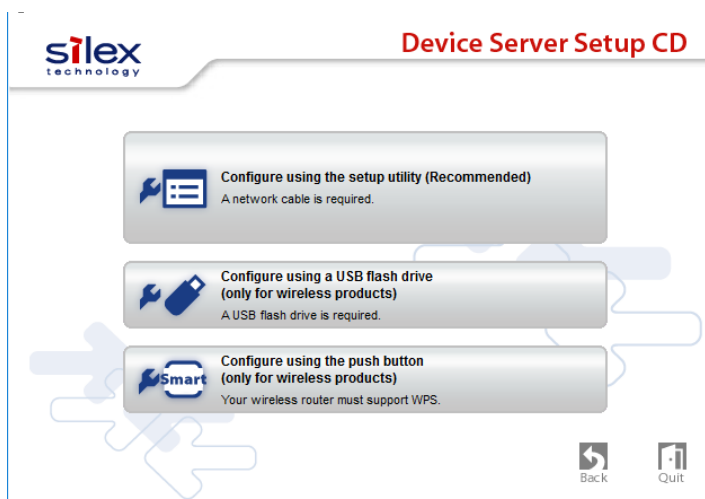 silex
technology
Device Server Setup CD
Configure using the setup utility (Recommended)
A network cable is required.
Configure using a USB flash drive
(only for wireless products)
A USB flash drive is required.
Smart
Configure using the push button
(only for wireless products)
Your wireless router must support WPS.
Back
Quit